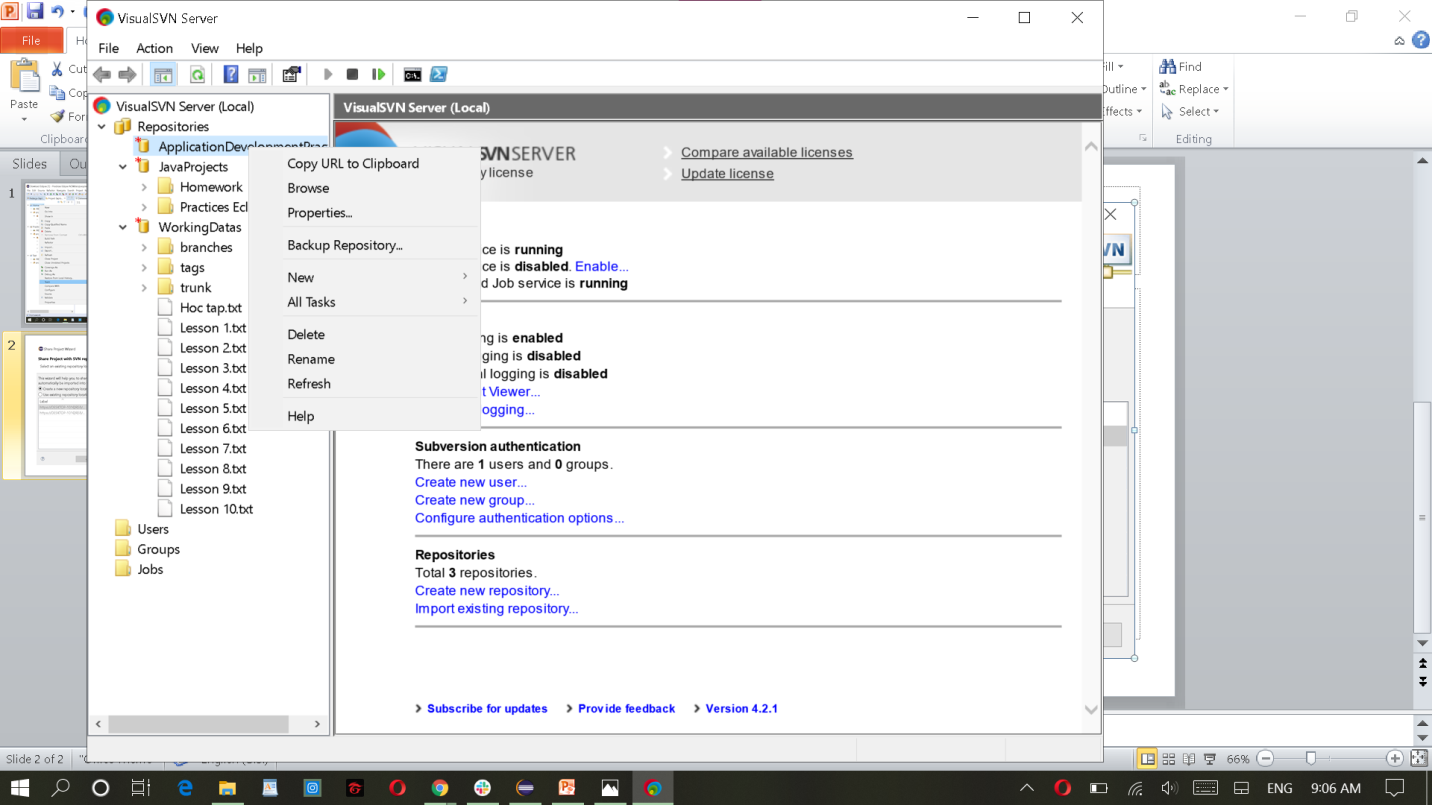 VisualSVN Server
File Action View Help
VisualSVN Server (Local)
Repositories
ApplicationDevelopmentPrac
JavaProjects
Homework
Practices Ecl
WorkingDatas
branches
tags
trunk
Hoc tap.txt
Lesson 1.txt
Lesson 2.txt
Lesson 3.txt
Lesson 4.txt
Lesson 5.txt
Lesson 6.txt
Lesson 7.txt
Lesson 8.txt
Lesson 9.txt
Lesson 10.txt
Users
Groups
Jobs
Copy URL to Clipboard
Browse
Properties...
Backup Repository...
New
All Tasks
Delete
Rename
Refresh
Help
VisualSVN Server (Local)
SVN SERVER
y license
Compare available licenses
Update license
ce is running
ce is disabled. Enable...
d Job service is running
ng is enabled
gging is disabled
l logging is disabled
t Viewer...
ogging...
Subversion authentication
There are 1 users and 0 groups.
Create new user...
Create new group...
Configure authentication options...
Repositories
Total 3 repositories.
Create new repository...
Import existing repository...
Subscribe for updates Provide feedback Version 4.2.1
File
Paste
Cut
Clipboard
Slides
1
2
Find
Replace
Select
Editing
Outline
VN
Slide 2 of 2
66%
ENG 9:06 AM